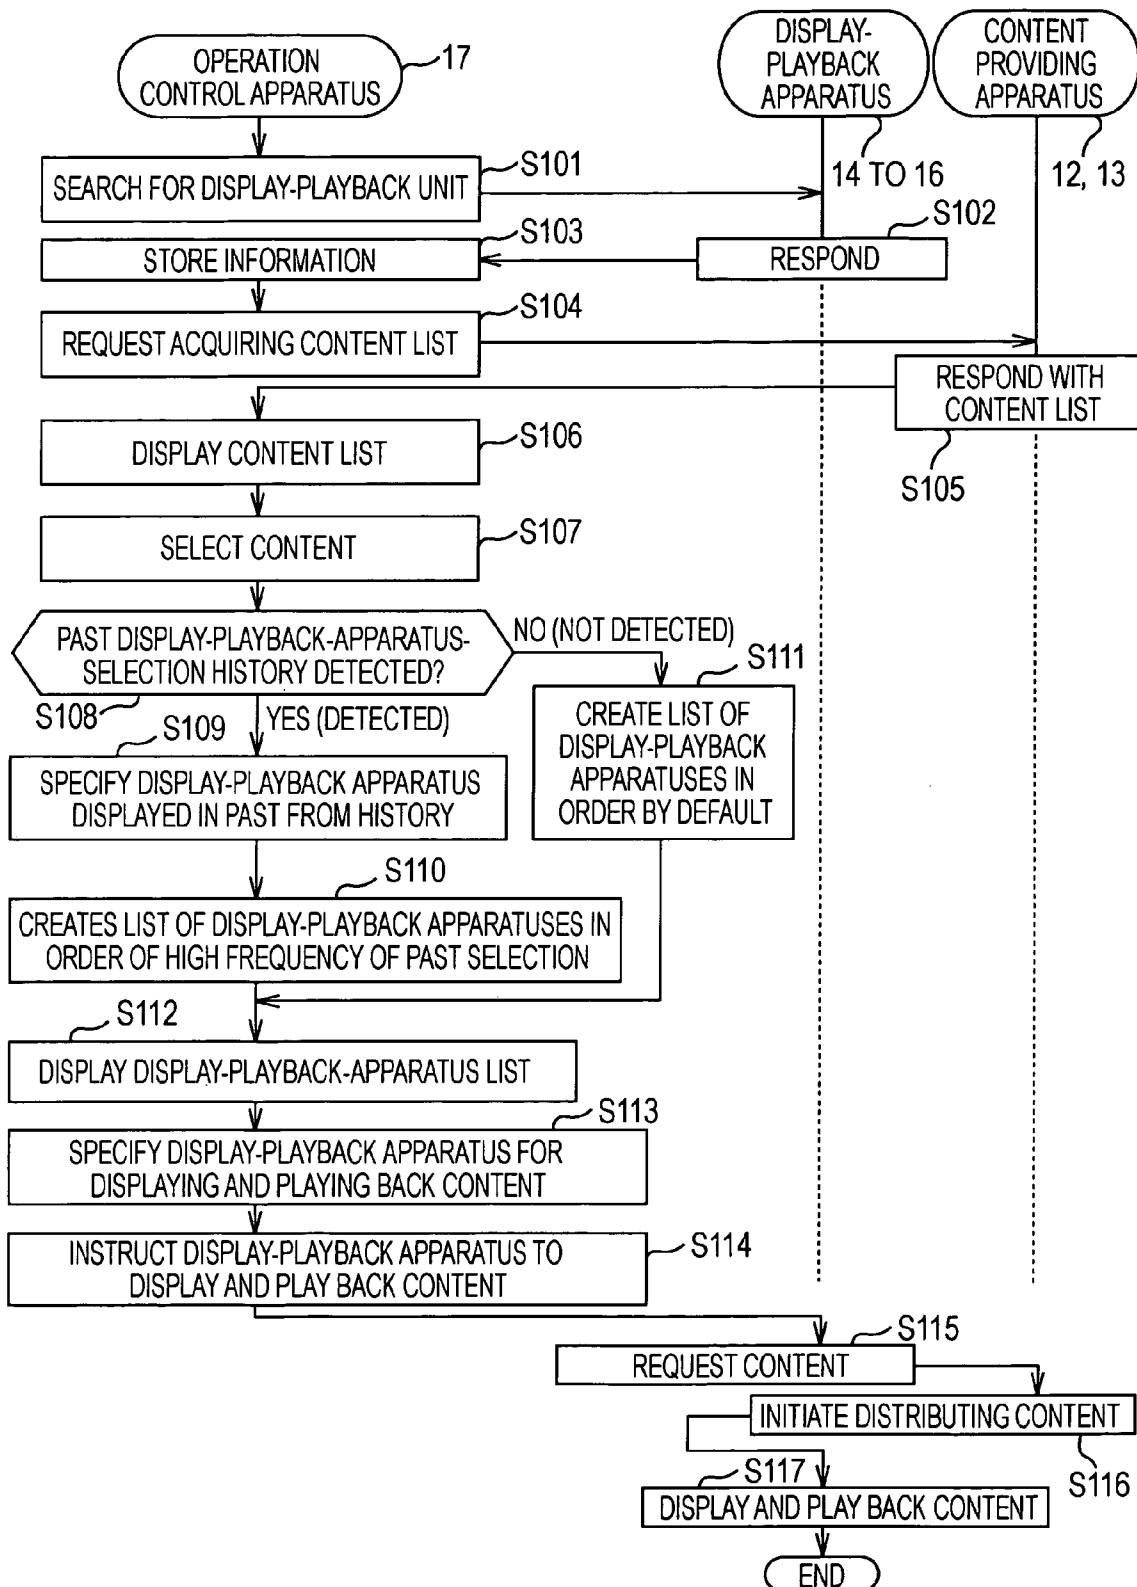 OPERATION
CONTROL APPARATUS
17
DISPLAY-
PLAYBACK
APPARATUS
14 TO 16
CONTENT
PROVIDING
APPARATUS
12, 13
S101
SEARCH FOR DISPLAY-PLAYBACK UNIT
S102
RESPOND
S103
STORE INFORMATION
S104
REQUEST ACQUIRING CONTENT LIST
RESPOND WITH
CONTENT LIST
S105
S106
DISPLAY CONTENT LIST
S107
SELECT CONTENT
PAST DISPLAY-PLAYBACK-APPARATUS-
SELECTION HISTORY DETECTED?
S108
NO (NOT DETECTED)
YES (DETECTED)
S111
CREATE LIST OF
DISPLAY-PLAYBACK
APPARATUSES IN
ORDER BY DEFAULT
S109
SPECIFY DISPLAY-PLAYBACK APPARATUS
DISPLAYED IN PAST FROM HISTORY
S110
CREATES LIST OF DISPLAY-PLAYBACK APPARATUSES IN
ORDER OF HIGH FREQUENCY OF PAST SELECTION
S112
DISPLAY DISPLAY-PLAYBACK-APPARATUS LIST
S113
SPECIFY DISPLAY-PLAYBACK APPARATUS FOR
DISPLAYING AND PLAYING BACK CONTENT
S114
INSTRUCT DISPLAY-PLAYBACK APPARATUS TO
DISPLAY AND PLAY BACK CONTENT
S115
REQUEST CONTENT
INITIATE DISTRIBUTING CONTENT
S116
S117
DISPLAY AND PLAY BACK CONTENT
END